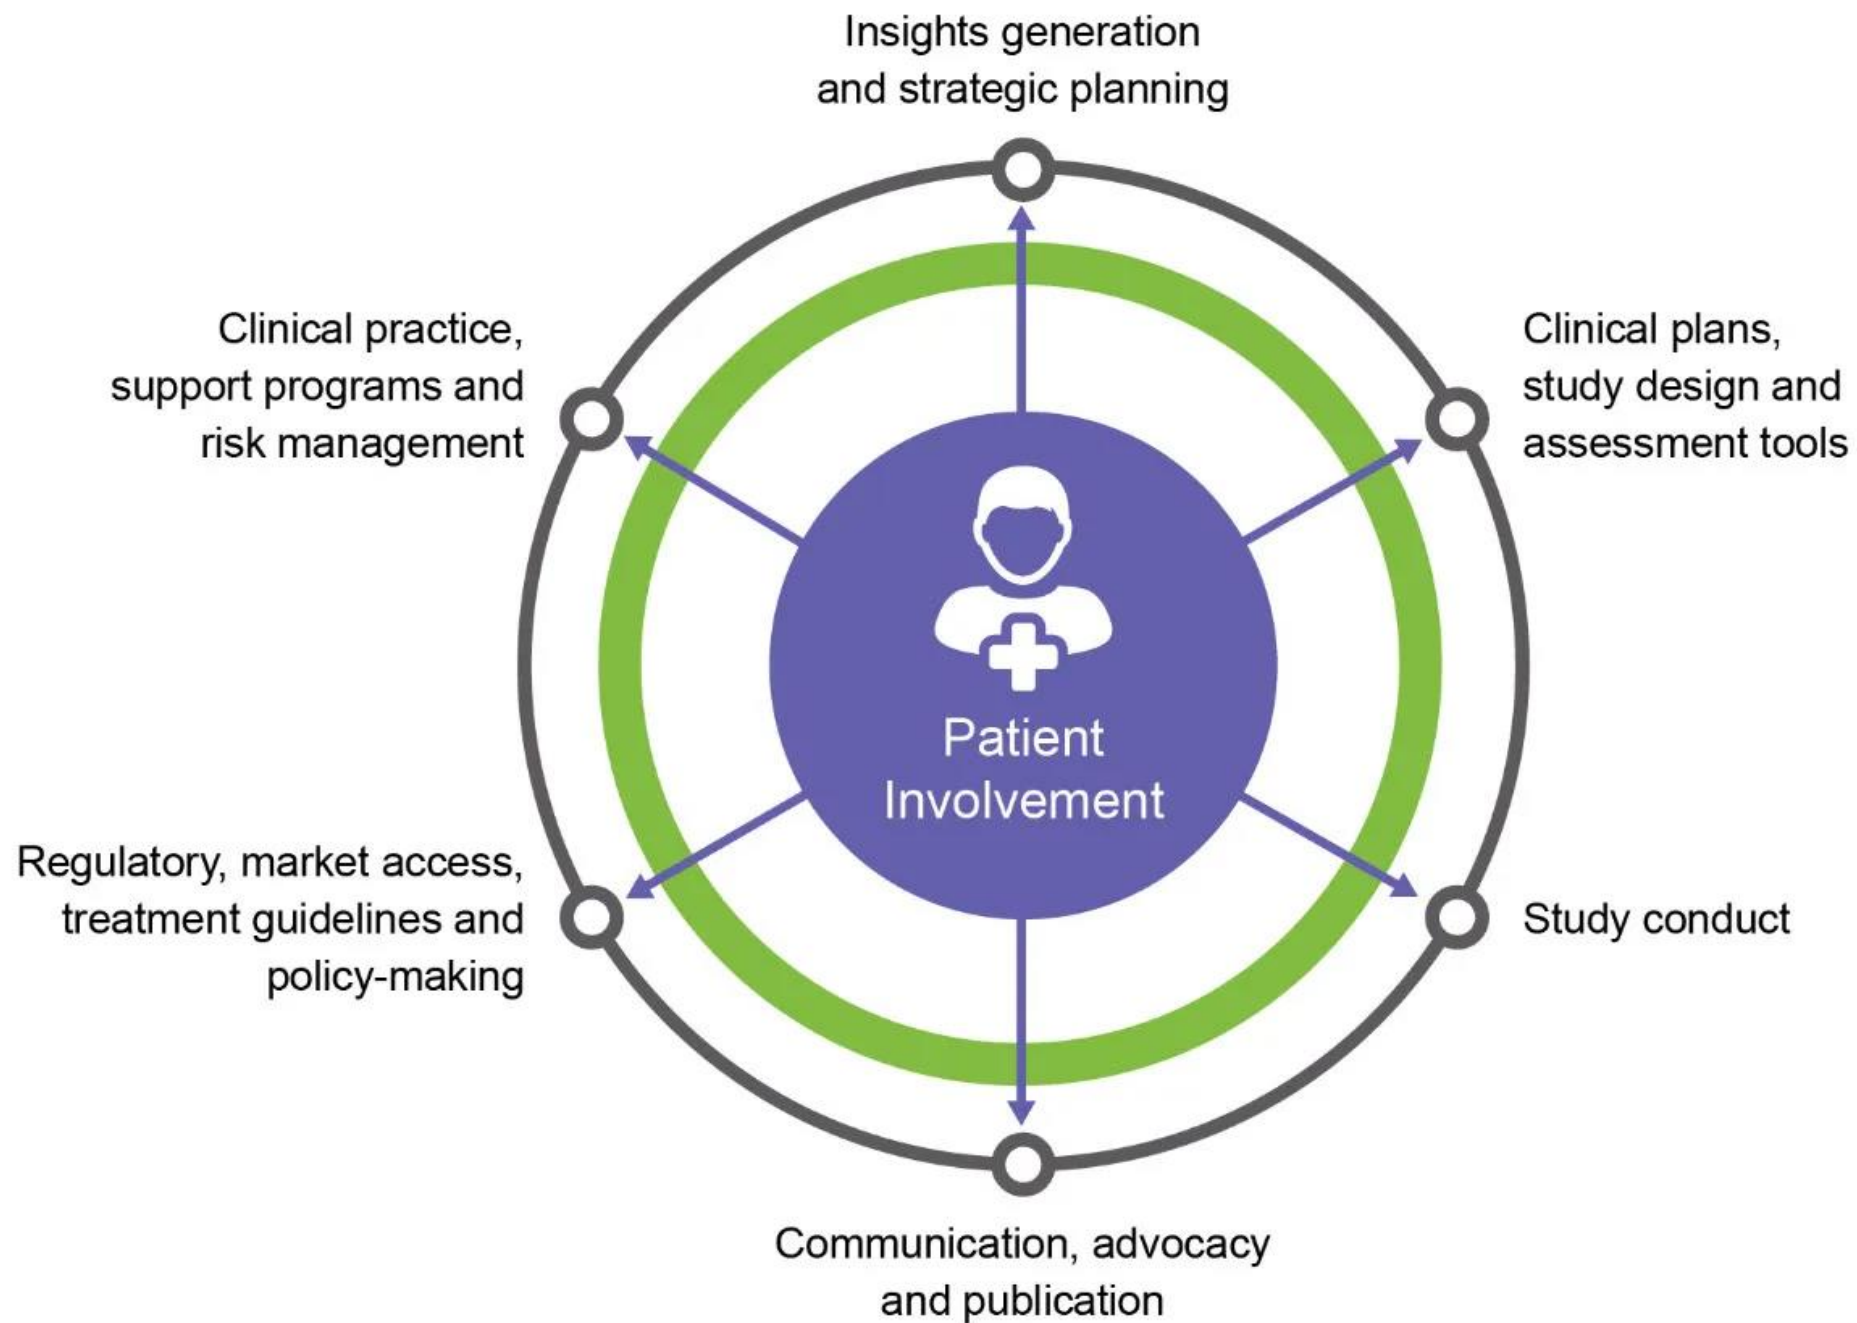 Insights generation
and strategic planning
Clinical plans,
study design and
assessment tools
Study conduct
Communication, advocacy
and publication
Regulatory, market access,
treatment guidelines and
policy-making
Clinical practice,
support programs and
risk management
Patient
Involvement